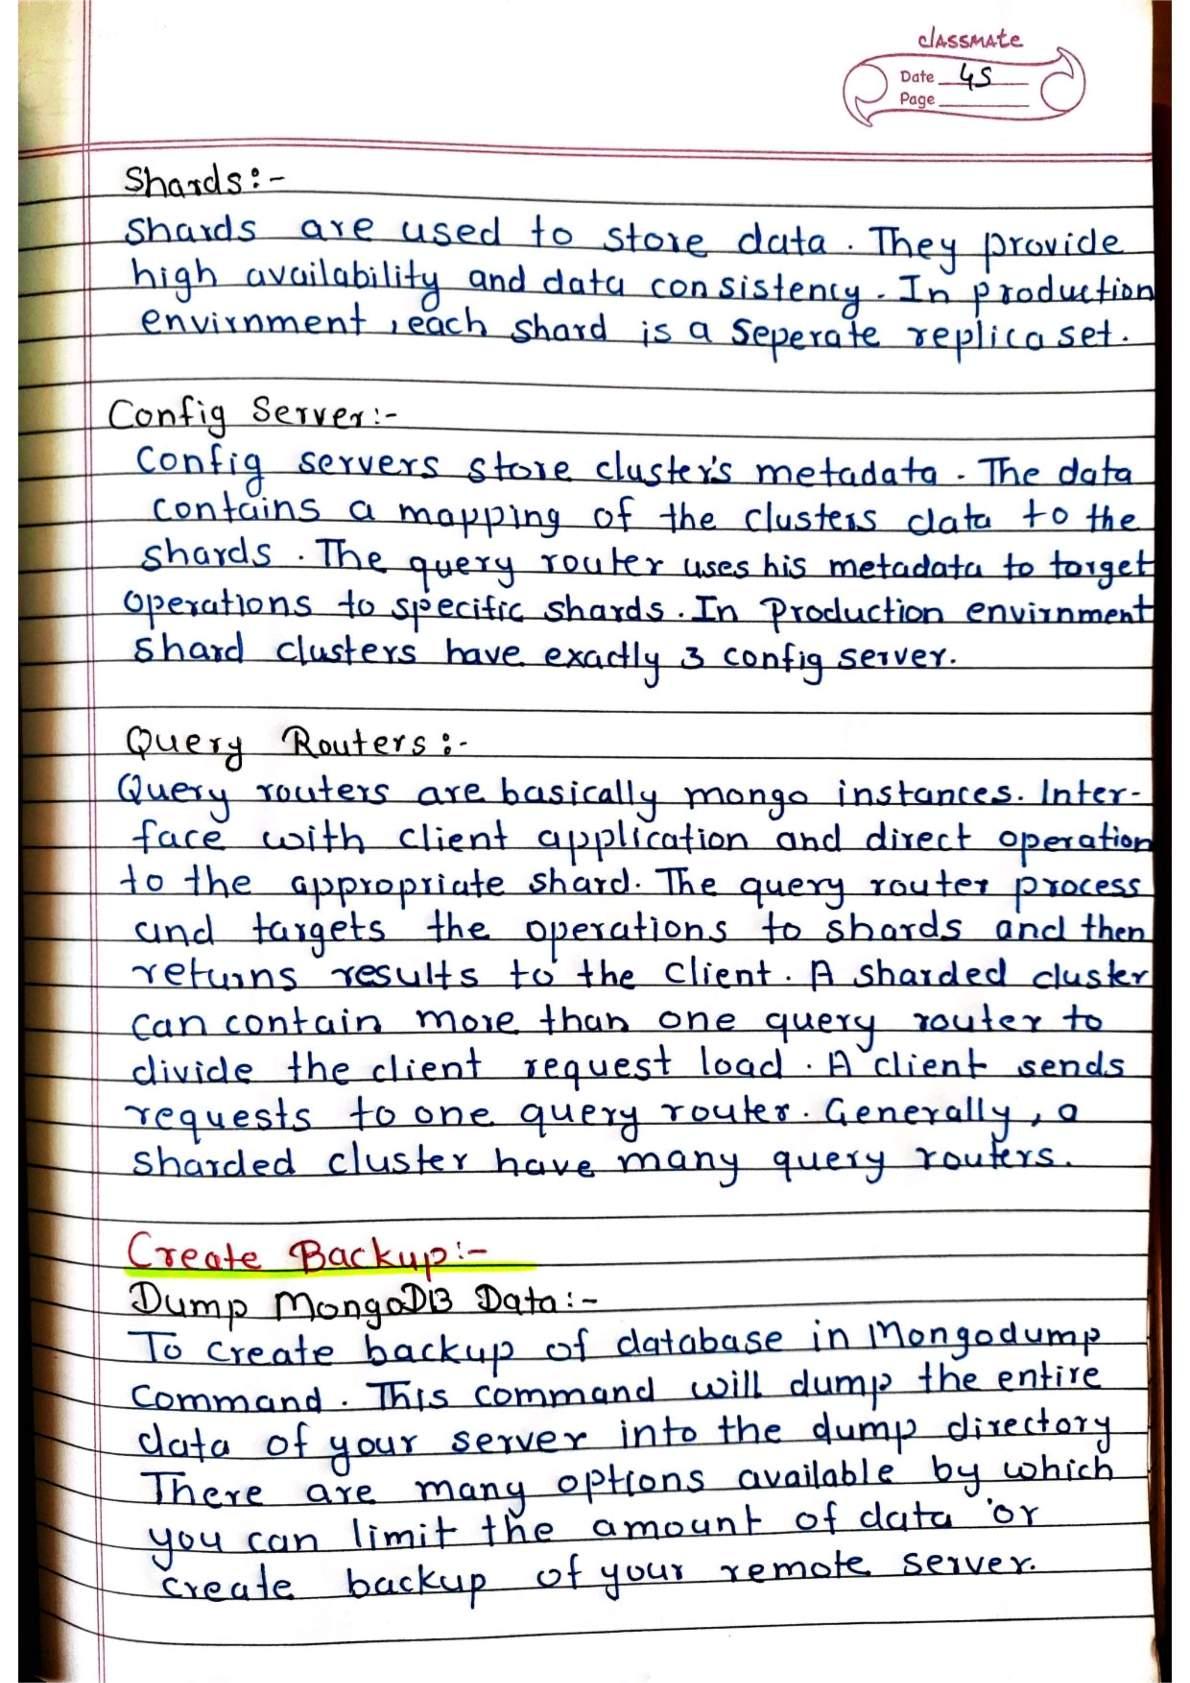 classmate
Date 45
Page
Shards:-
Shards are used to store data. They provide
high availability and data consistency. In production
envirnment, each shard is a seperate replica set.
Config Server:-
Config servers store cluster's metadata. The data
contains a mapping of the clusters data to the
shards. The query router uses his metadata to target
operations to specific shards. In Production envirnment
Shard clusters have exactly 3 config server.
Query Routers:-
Query routers are basically mongo instances. Inter-
face with client application and direct operation
to the appropriate shard. The query router process
and targets the operations to shards and then
returns results to the client. A sharded cluster
can contain more than one query router to
divide the client request load. A client sends
requests to one query router. Generally, a
sharded cluster have many query routers.
Create Backup:-
Dump MongoDB Data:-
To create backup of database in Mongodump
Command. This command will dump the entire
data of your server into the dump directory
There are many options available by which
you can limit the amount of data or
create backup of your remote server.